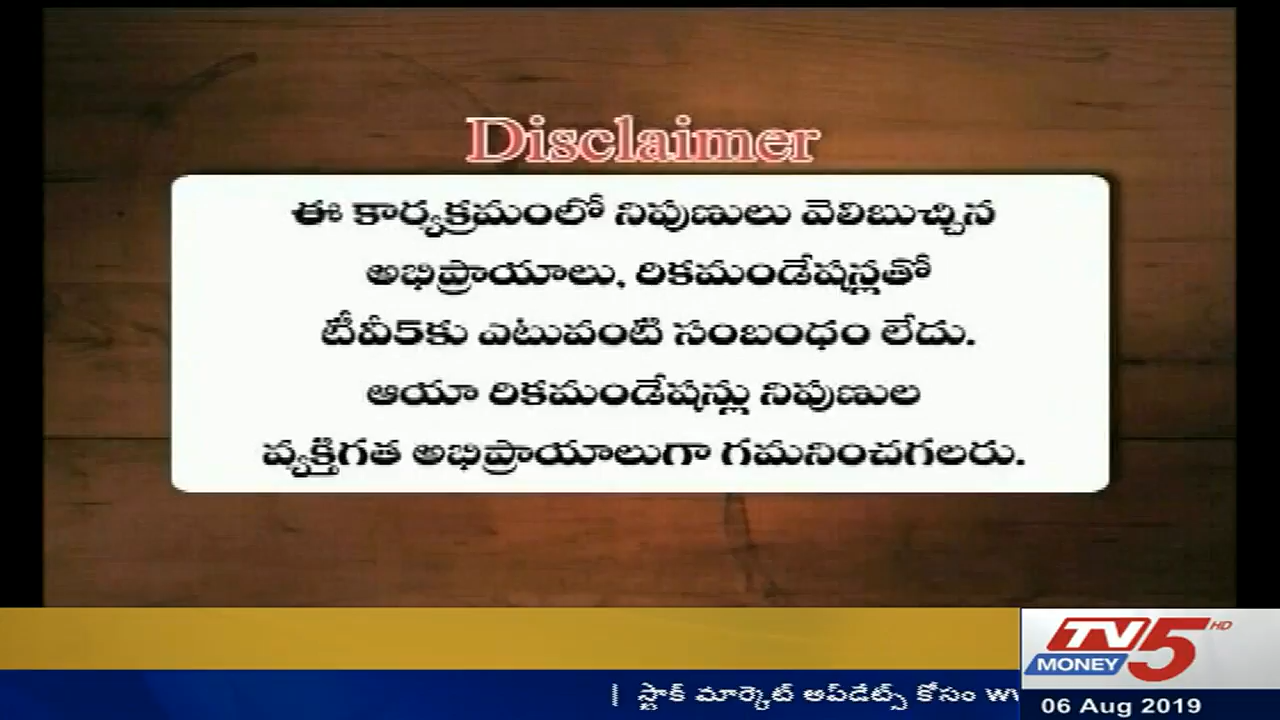 Disclaimer
ఈ కార్యక్రమంలో నిపుణులు వెలిబుచ్చిన
అభిప్రాయాలు, రికమండేషన్లతో
టీవీ5కు ఎటువంటి సంబంధం లేదు.
ఆయా రికమండేషన్లు నిపుణుల
వ్యక్తిగత అభిప్రాయాలుగా గమనించగలరు.
TV5 HD
MONEY
| స్టాక్ మార్కెట్ అప్‌డేట్స్ కోసం
06 Aug 2019